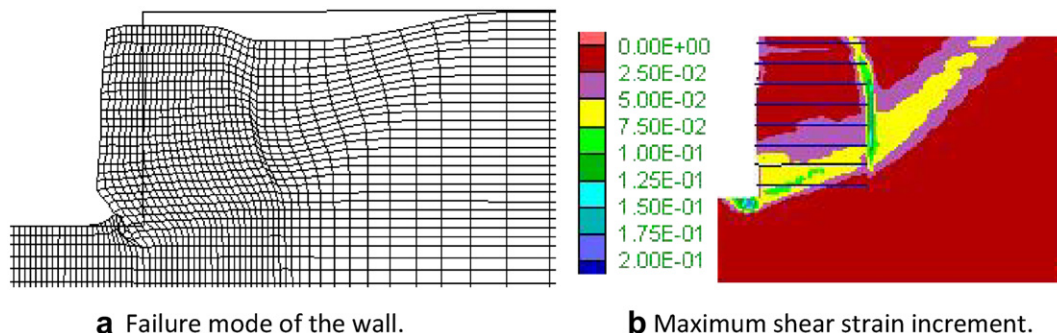 0.00E+00
2.50E-02
5.00E-02
7.50E-02
1.00E-01
1.25E-01
1.50E-01
1.75E-01
2.00E-01
a Failure mode of the wall.
b Maximum shear strain increment.